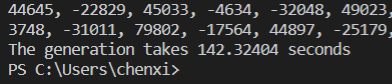 44645, -22829, 45033, -4634, -32048, 49023,
3748, -31011, 79802, -17564, 44897, -25179,
The generation takes 142.32404 seconds
PS C:\Users\chenxi>